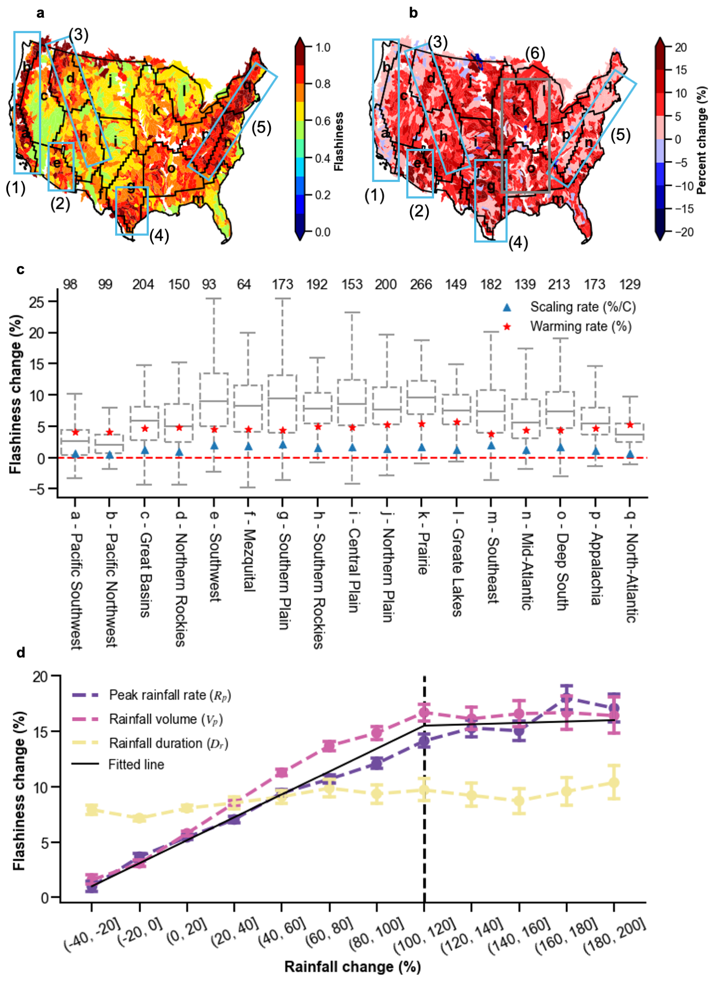 a
b
(3)
(3)
(6)
b
c
d
j
k
l
q
a
h
i
p
n
e
o
g
f
m
(1)
(2)
(4)
(5)
1.0
0.8
0.6
0.4
0.2
0.0
Flashiness
b
c
d
j
k
l
q
a
h
i
p
n
e
o
g
f
m
(1)
(2)
(4)
(5)
20
15
10
5
0
−5
−10
−15
−20
Percent change (%)
c
98 99 204 150 93 64 173 192 153 200 266 149 182 139 213 173 129
25
20
15
10
5
0
−5
Flashiness change (%)
Scaling rate (%/C)
Warming rate (%)
a - Pacific Southwest
b - Pacific Northwest
c - Great Basins
d - Northern Rockies
e - Southwest
f - Mezquital
g - Southern Plain
h - Southern Rockies
i - Central Plain
j - Northern Plain
k - Prairie
l - Greate Lakes
m - Southeast
n - Mid-Atlantic
o - Deep South
p - Appalachia
q - North-Atlantic
d
20
15
10
5
0
Flashiness change (%)
Peak rainfall rate (Rp)
Rainfall volume (Vp)
Rainfall duration (Dr)
Fitted line
(-40, -20]
(-20, 0]
(0, 20]
(20, 40]
(40, 60]
(60, 80]
(80, 100]
(100, 120]
(120, 140]
(140, 160]
(160, 180]
(180, 200]
Rainfall change (%)